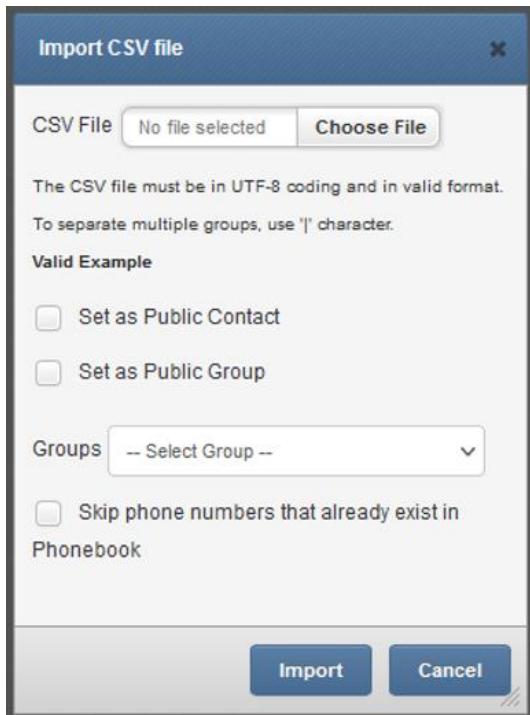 Import CSV file
CSV File No file selected Choose File
The CSV file must be in UTF-8 coding and in valid format.
To separate multiple groups, use '|' character.
Valid Example
Set as Public Contact
Set as Public Group
Groups -- Select Group --
Skip phone numbers that already exist in
Phonebook
Import Cancel